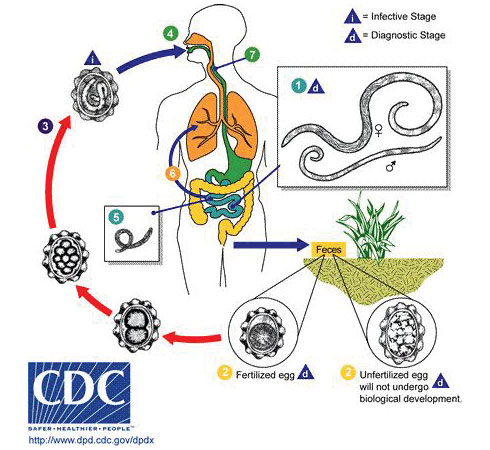 i = Infective Stage
d = Diagnostic Stage
4
i
7
1 d
♀
♂
3
6
5
Feces
2 Fertilized egg d
2 Unfertilized egg
will not undergo d
biological development.
CDC
SAFER • HEALTHIER • PEOPLE™
http://www.dpd.cdc.gov/dpdx